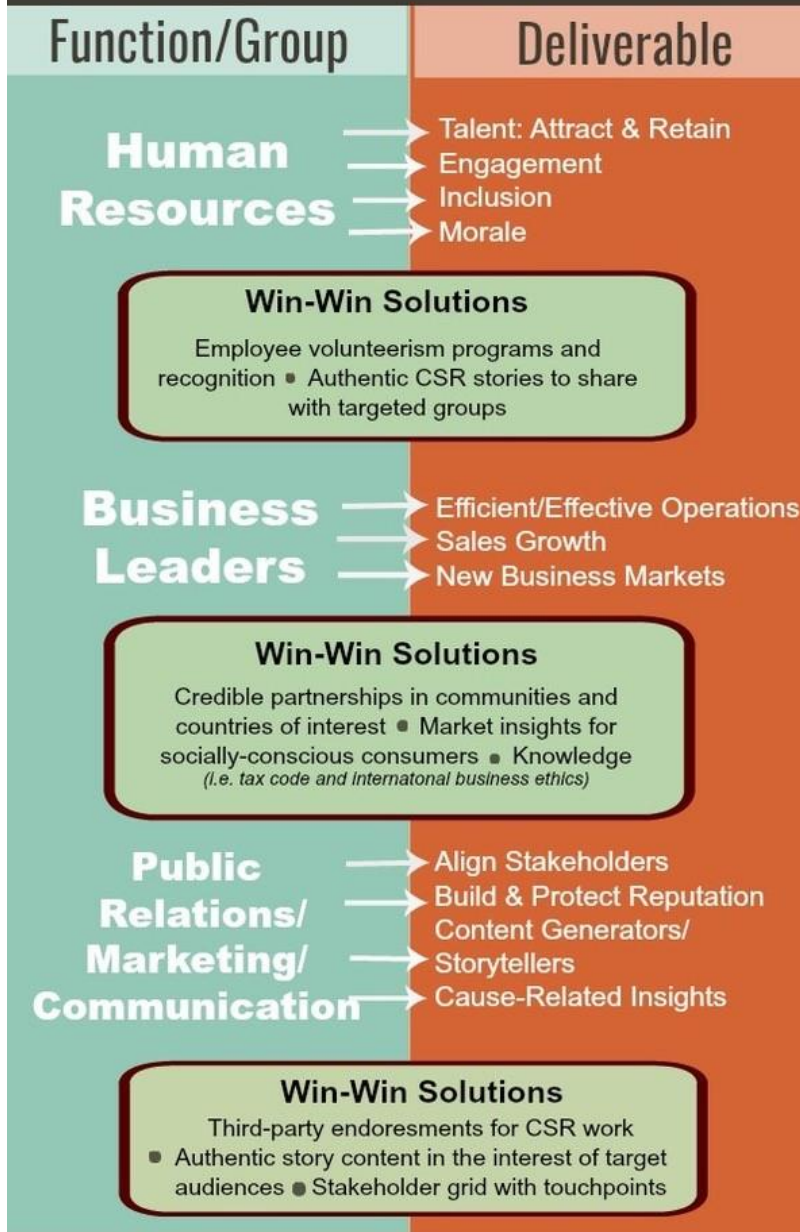 Function/Group
Deliverable
Human
Resources
Talent: Attract & Retain
Engagement
Inclusion
Morale
Win-Win Solutions
Employee volunteerism programs and
recognition • Authentic CSR stories to share
with targeted groups
Business
Leaders
Efficient/Effective Operations
Sales Growth
New Business Markets
Win-Win Solutions
Credible partnerships in communities and
countries of interest • Market insights for
socially-conscious consumers • Knowledge
(i.e. tax code and internatonal business ethics)
Public
Relations/
Marketing/
Communication
Align Stakeholders
Build & Protect Reputation
Content Generators/
Storytellers
Cause-Related Insights
Win-Win Solutions
Third-party endoresments for CSR work
• Authentic story content in the interest of target
audiences • Stakeholder grid with touchpoints